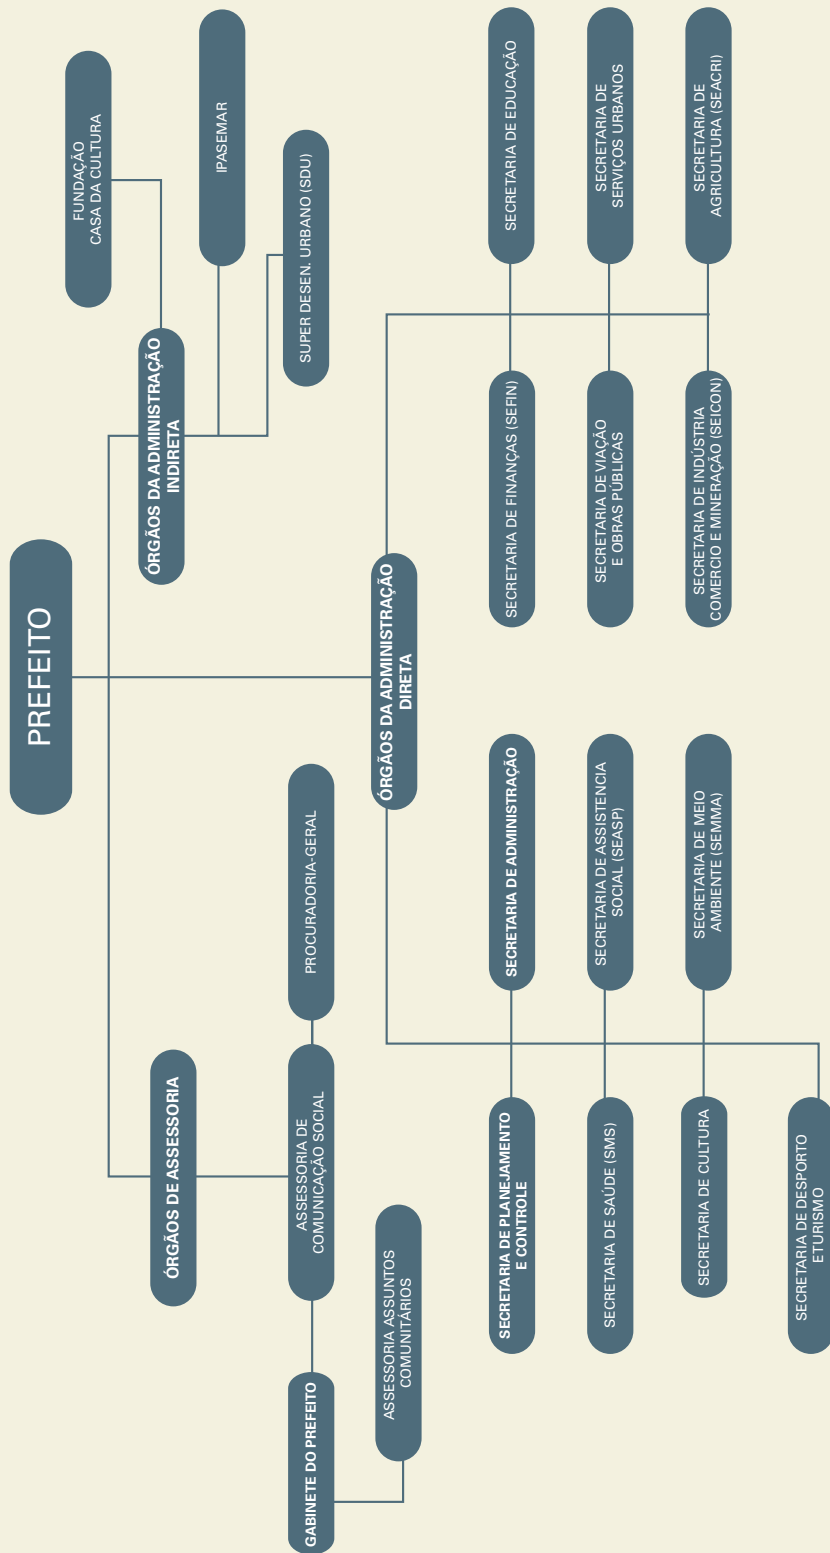 PREFEITO
ÓRGÃOS DE ASSESSORIA
ÓRGÃOS DA ADMINISTRAÇÃO
INDIRETA
FUNDAÇÃO
CASA DA CULTURA
IPASEMAR
SUPER DESEN. URBANO (SDU)
GABINETE DO PREFEITO
ASSESSORIA DE
COMUNICAÇÃO SOCIAL
PROCURADORIA-GERAL
ASSESSORIA ASSUNTOS
COMUNITÁRIOS
ÓRGÃOS DA ADMINISTRAÇÃO
DIRETA
SECRETARIA DE PLANEJAMENTO
E CONTROLE
SECRETARIA DE ADMINISTRAÇÃO
SECRETARIA DE FINANÇAS (SEFIN)
SECRETARIA DE EDUCAÇÃO
SECRETARIA DE SAÚDE (SMS)
SECRETARIA DE ASSISTENCIA
SOCIAL (SEASP)
SECRETARIA DE VIAÇÃO
E OBRAS PÚBLICAS
SECRETARIA DE
SERVIÇOS URBANOS
SECRETARIA DE CULTURA
SECRETARIA DE MEIO
AMBIENTE (SEMMA)
SECRETARIA DE INDÚSTRIA
COMERCIO E MINERAÇÃO (SEICON)
SECRETARIA DE
AGRICULTURA (SEACRI)
SECRETARIA DE DESPORTO
ETURISMO